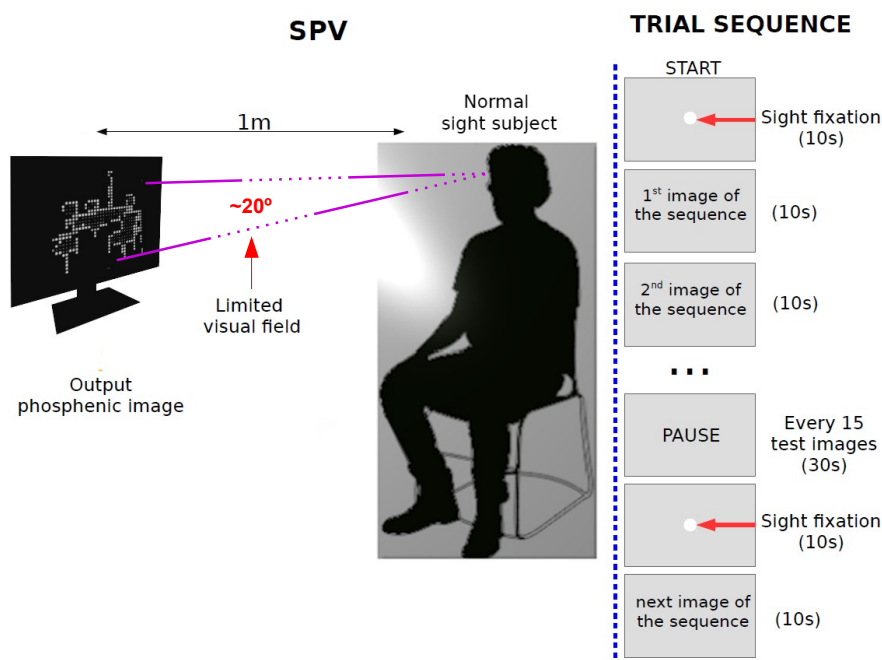 SPV
1m
Normal
sight subject
~20º
Limited
visual field
Output
phosphenic image
TRIAL SEQUENCE
START
Sight fixation
(10s)
1st image of
the sequence
(10s)
2nd image of
the sequence
(10s)
...
PAUSE
Every 15
test images
(30s)
Sight fixation
(10s)
next image of
the sequence
(10s)